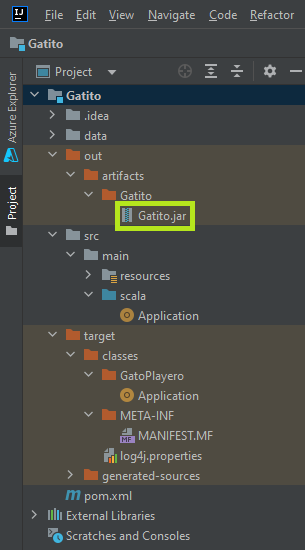 IJ File Edit View Navigate Code Refactor
Gatito
Project
Azure Explorer
Project
Gatito
.idea
data
out
artifacts
Gatito
Gatito.jar
src
main
resources
scala
Application
target
classes
GatoPlayero
Application
META-INF
MF MANIFEST.MF
log4j.properties
generated-sources
m pom.xml
External Libraries
Scratches and Consoles